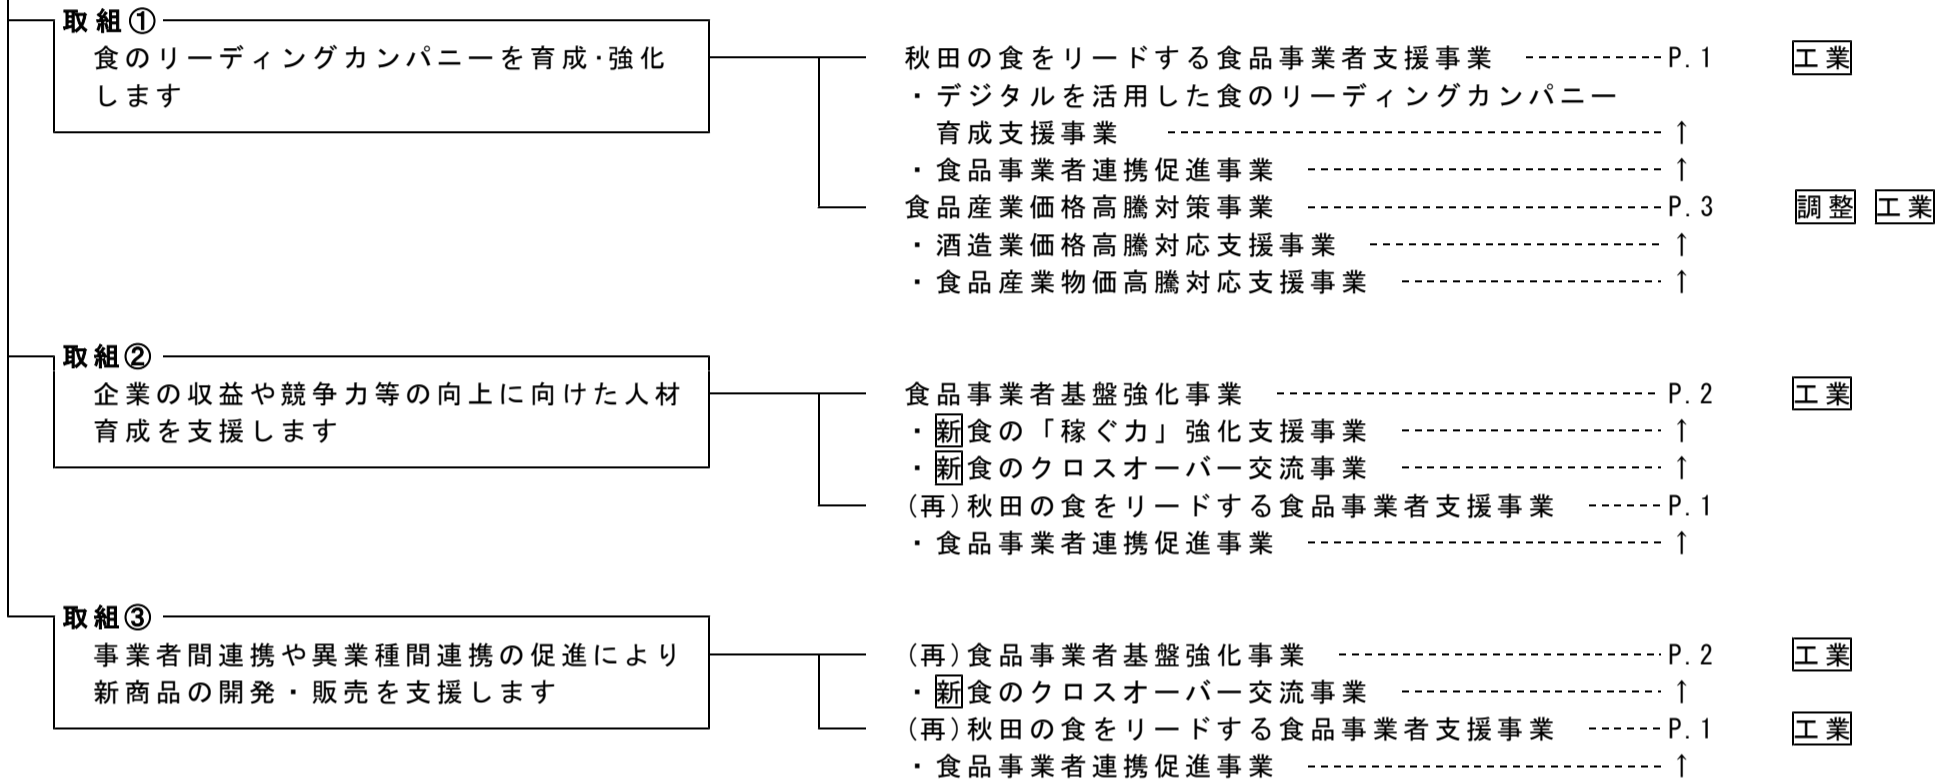 取組①
食のリーディングカンパニーを育成･強化
します
秋田の食をリードする食品事業者支援事業 -----------P.1 工業
・デジタルを活用した食のリーディングカンパニー
育成支援事業 ---------------------------------------- ↑
・食品事業者連携促進事業 ----------------------------- ↑
食品産業価格高騰対策事業 -----------------------------P.3 調整 工業
・酒造業価格高騰対応支援事業 ------------------------ ↑
・食品産業物価高騰対応支援事業 --------------------- ↑
取組②
企業の収益や競争力等の向上に向けた人材
育成を支援します
食品事業者基盤強化事業 ------------------------------- P.2 工業
・新食の「稼ぐ力」強化支援事業 --------------------- ↑
・新食のクロスオーバー交流事業 --------------------- ↑
(再)秋田の食をリードする食品事業者支援事業 ------P.1
・食品事業者連携促進事業 ----------------------------- ↑
取組③
事業者間連携や異業種間連携の促進により
新商品の開発・販売を支援します
(再)食品事業者基盤強化事業 -------------------------- P.2 工業
・新食のクロスオーバー交流事業 --------------------- ↑
(再)秋田の食をリードする食品事業者支援事業 ------P.1 工業
・食品事業者連携促進事業 ----------------------------- ↑